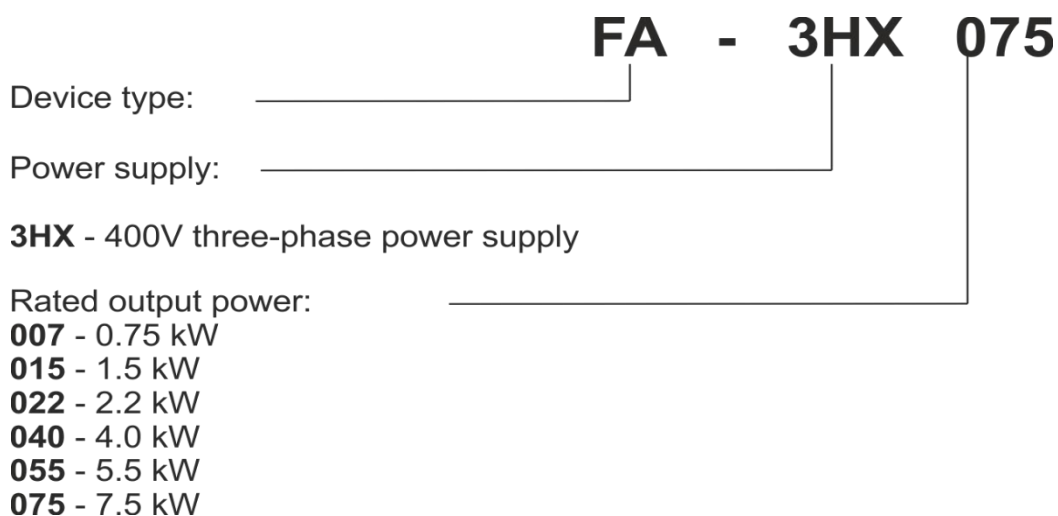 FA - 3HX 075
Device type:
Power supply:
3HX - 400V three-phase power supply
Rated output power:
007 - 0.75 kW
015 - 1.5 kW
022 - 2.2 kW
040 - 4.0 kW
055 - 5.5 kW
075 - 7.5 kW